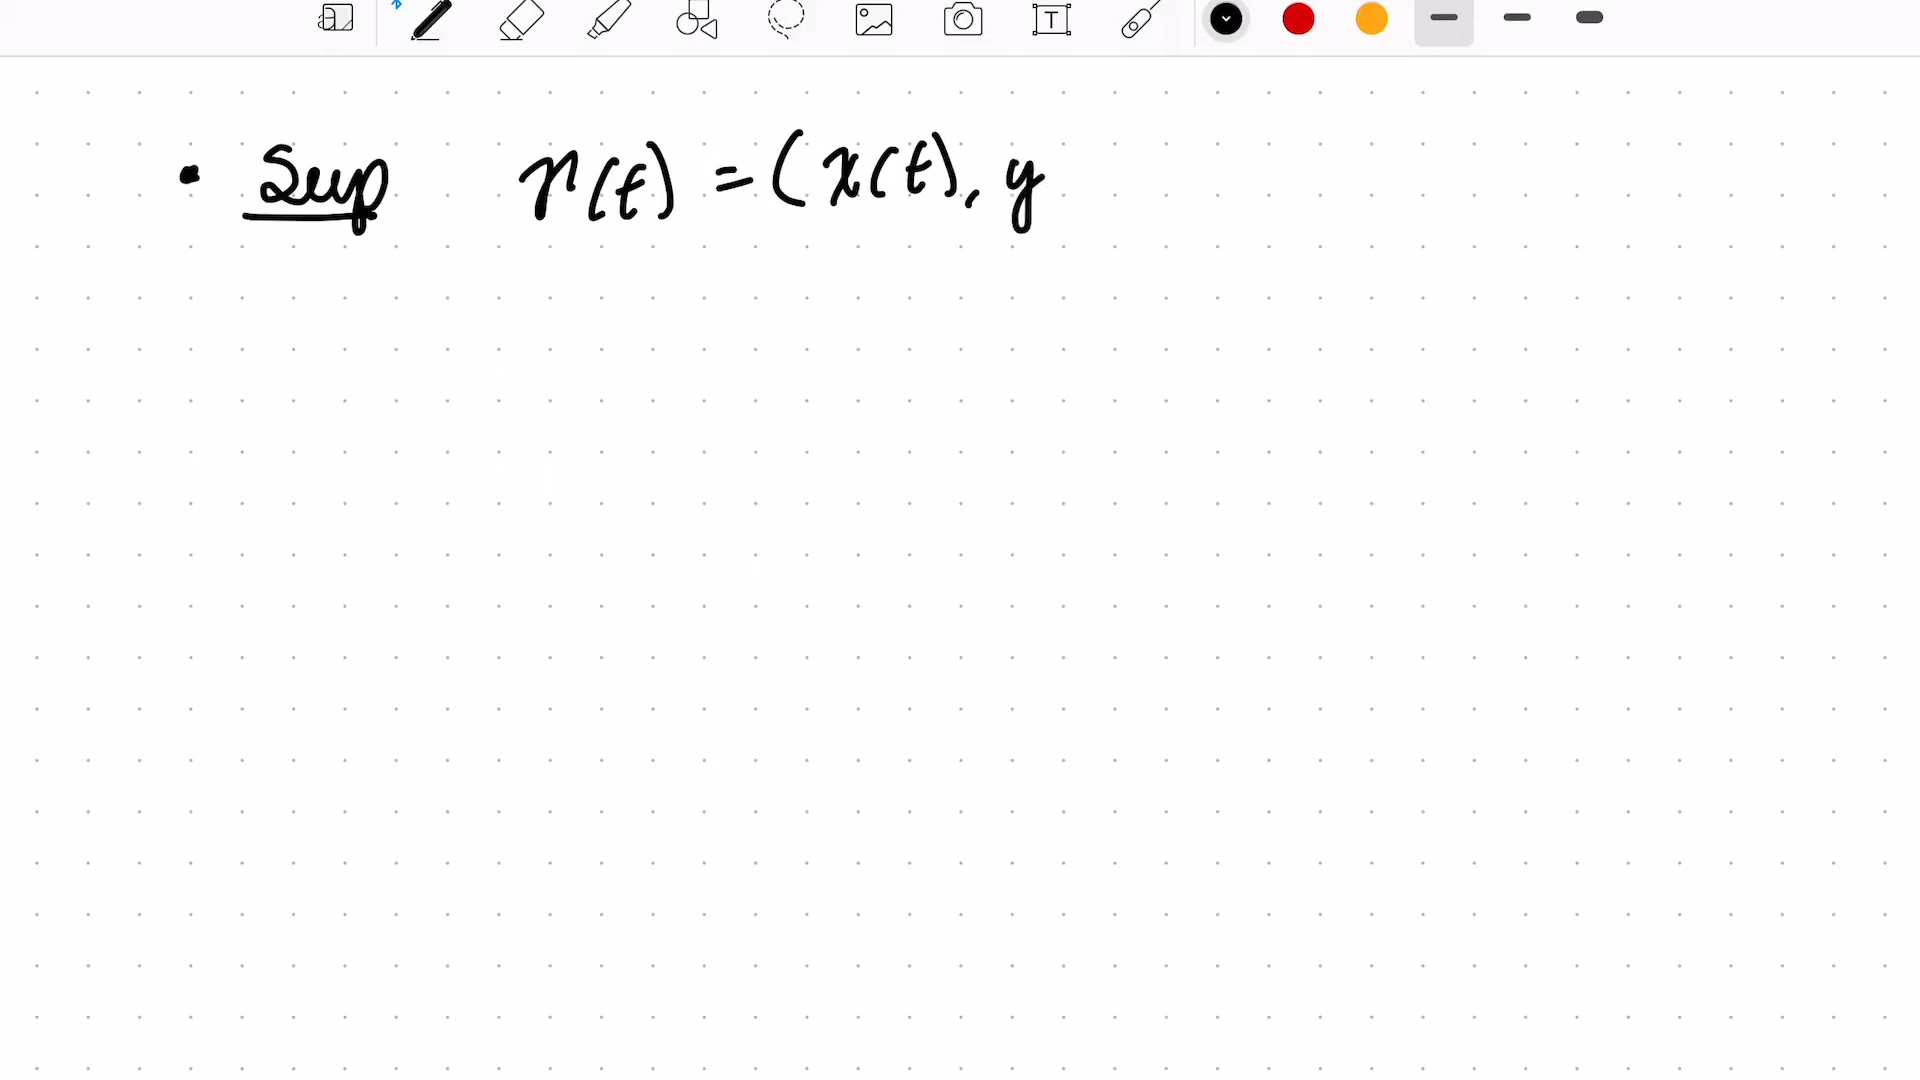 • Sup r(t) = (x(t), y